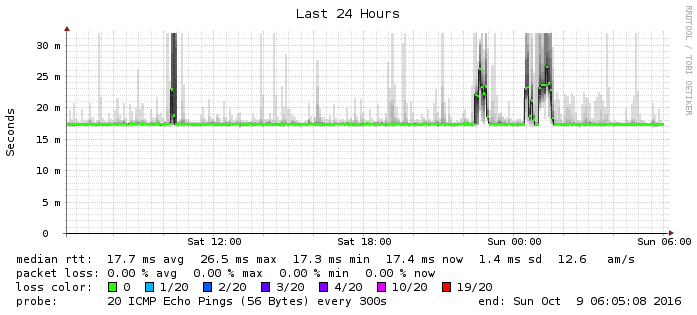 Last 24 Hours
RRDTOOL / TOBI OETIKER
Seconds
30 m
25 m
20 m
15 m
10 m
5 m
0
Sat 12:00 Sat 18:00 Sun 00:00 Sun 06:00
median rtt: 17.7 ms avg 26.5 ms max 17.3 ms min 17.4 ms now 1.4 ms sd 12.6 am/s
packet loss: 0.00 % avg 0.00 % max 0.00 % min 0.00 % now
loss color: 0 1/20 2/20 3/20 4/20 10/20 19/20
probe: 20 ICMP Echo Pings (56 Bytes) every 300s end: Sun Oct 9 06:05:08 2016